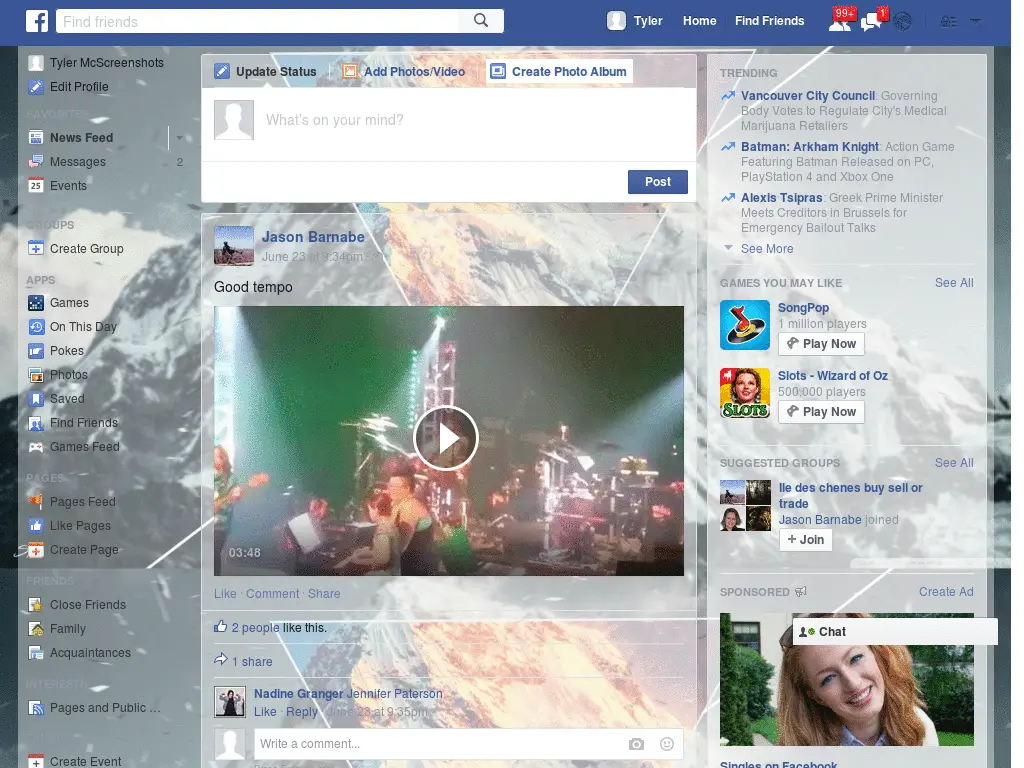 Find friends
Tyler
Home
Find Friends
99+
1
Tyler McScreenshots
Edit Profile
FAVORITES
News Feed
Messages
2
25
Events
GROUPS
Create Group
APPS
Games
On This Day
Pokes
Photos
Saved
Find Friends
Games Feed
PAGES
Pages Feed
Like Pages
Create Page
FRIENDS
Close Friends
Family
Acquaintances
INTERESTS
Pages and Public ...
Create Event
Update Status
Add Photos/Video
Create Photo Album
What's on your mind?
Post
Jason Barnabe
June 23 at 9:34pm
Good tempo
03:48
Like · Comment · Share
2 people like this.
1 share
Nadine Granger Jennifer Paterson
Like · Reply · June 23 at 9:35pm
Write a comment...
TRENDING
Vancouver City Council: Governing
Body Votes to Regulate City's Medical
Marijuana Retailers
Batman: Arkham Knight: Action Game
Featuring Batman Released on PC,
PlayStation 4 and Xbox One
Alexis Tsipras: Greek Prime Minister
Meets Creditors in Brussels for
Emergency Bailout Talks
See More
GAMES YOU MAY LIKE
See All
SongPop
1 million players
Play Now
SLOTS
Slots - Wizard of Oz
500,000 players
Play Now
SUGGESTED GROUPS
See All
Ile des chenes buy sell or
trade
Jason Barnabe joined
+ Join
SPONSORED
Create Ad
Chat
Singles on Facebook